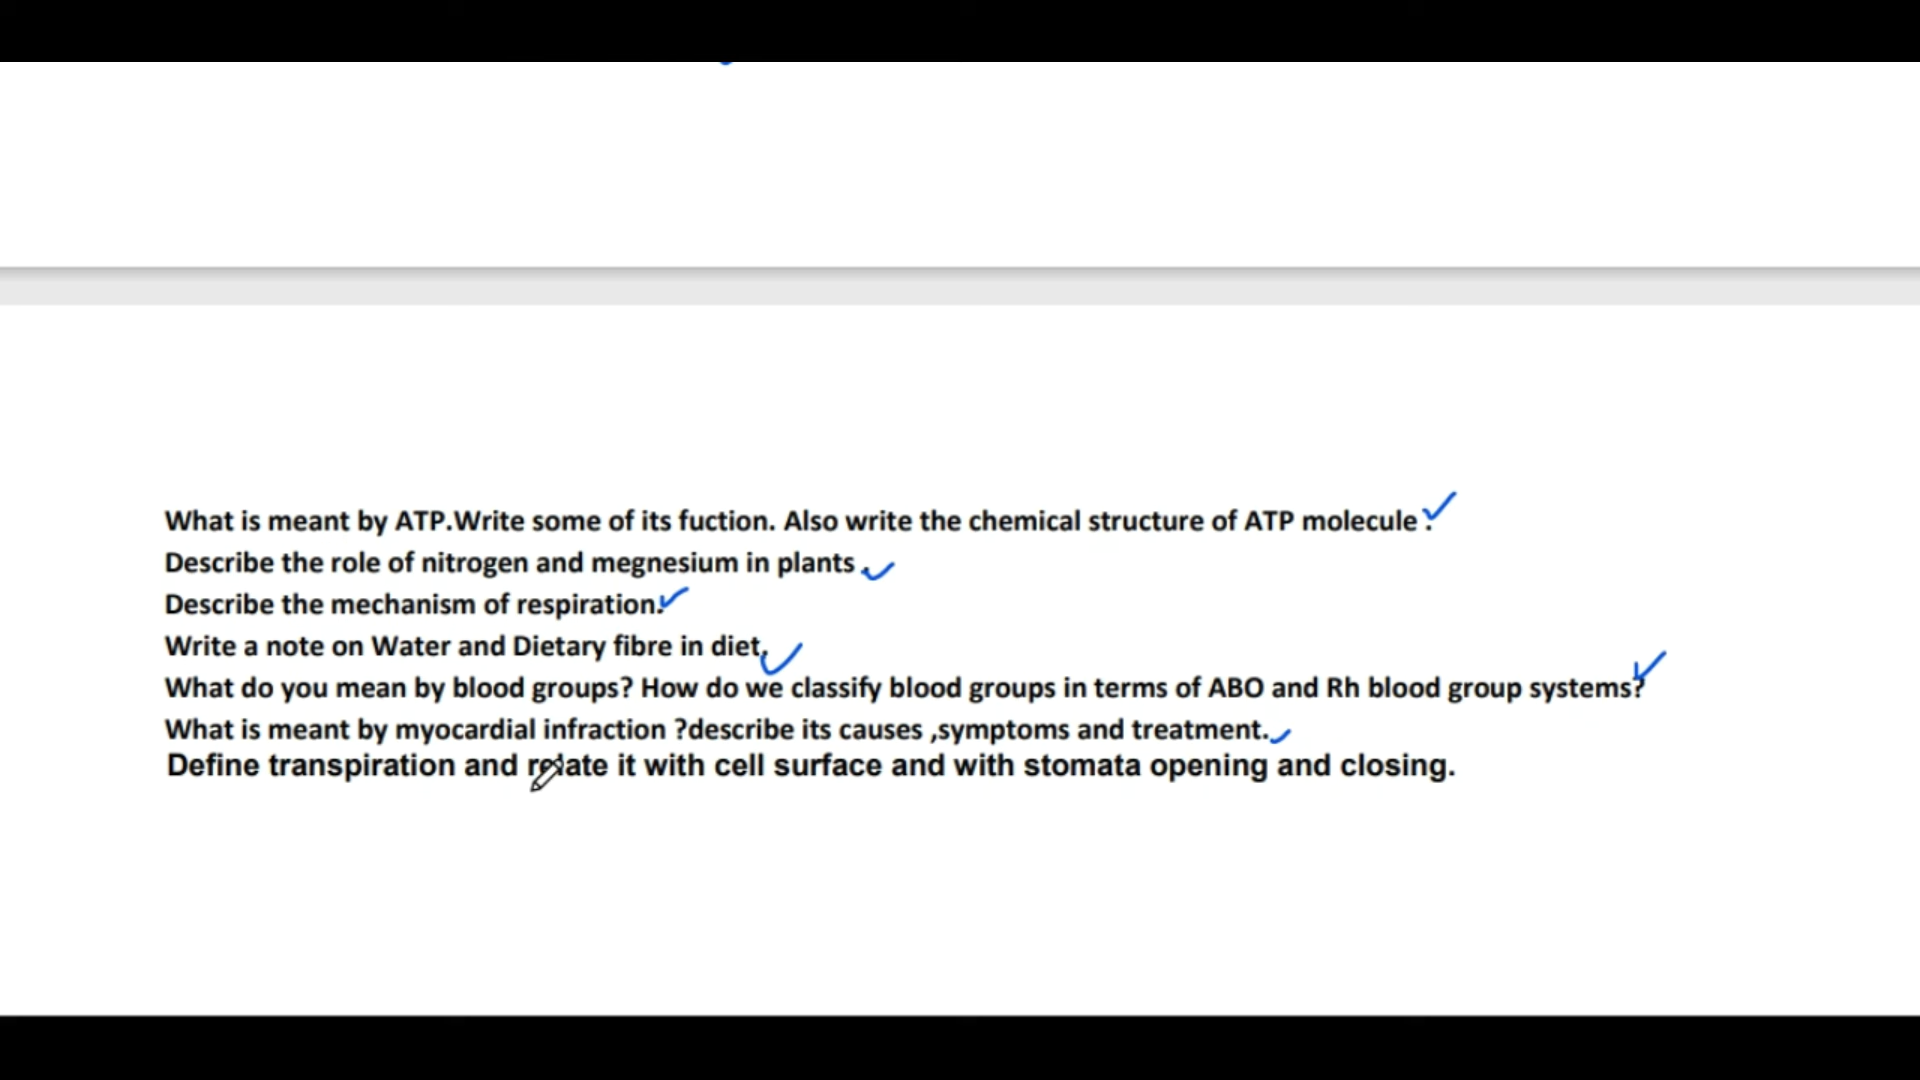 What is meant by ATP.Write some of its fuction. Also write the chemical structure of ATP molecule .
Describe the role of nitrogen and megnesium in plants .
Describe the mechanism of respiration.
Write a note on Water and Dietary fibre in diet.
What do you mean by blood groups? How do we classify blood groups in terms of ABO and Rh blood group systems?
What is meant by myocardial infraction ?describe its causes ,symptoms and treatment.
Define transpiration and relate it with cell surface and with stomata opening and closing.